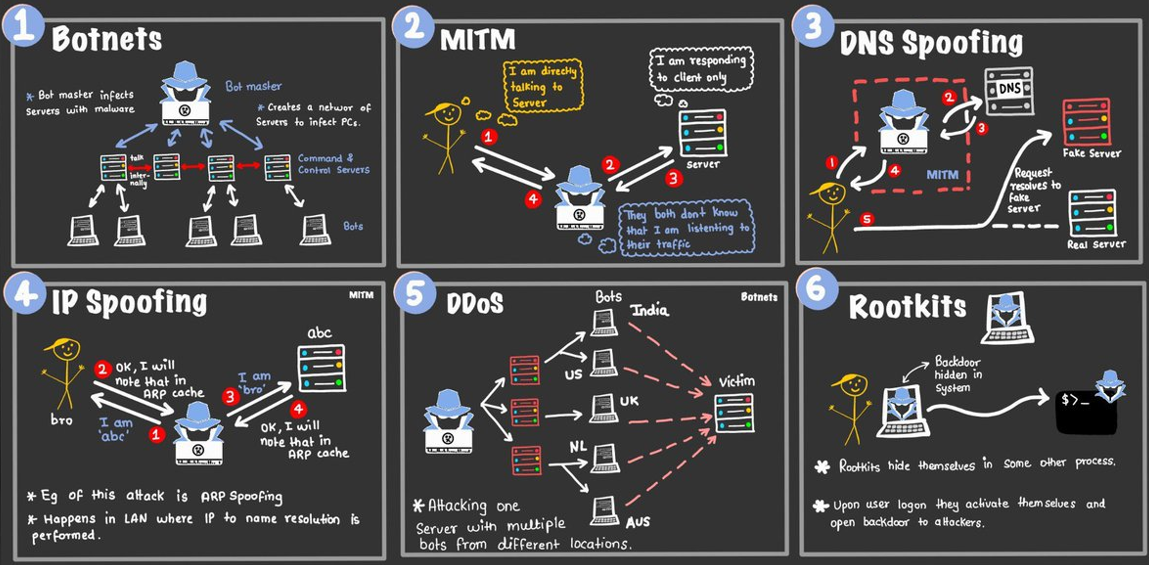 1
Botnets
* Bot master infects
servers with malware
Bot master
* Creates a networ of
Servers to infect PCs.
talk
inter-
nally
Command &
Control Servers
Bots
2
MITM
I am directly
talking to
Server
I am responding
to client only
1
2
3
4
server
They both dont know
that I am listening to
their traffic
3
DNS Spoofing
DNS
1
2
3
4
5
MITM
Fake Server
Request
resolves to
fake
server
Real Server
4
IP Spoofing
MITM
abc
2
OK, I will
note that in
ARP cache
3
I am
'bro'
bro
I am
'abc'
1
4
OK, I will
note that in
ARP cache
* Eg of this attack is ARP Spoofing
* Happens in LAN where IP to name resolution is
performed.
5
DDoS
Bots
Botnets
India
US
UK
NL
AUS
Victim
* Attacking one
Server with multiple
bots from different locations.
6
Rootkits
Backdoor
hidden in
System
$>_
* Rootkits hide themselves in some other process.
* Upon user logon they activate themselves and
open backdoor to attackers.